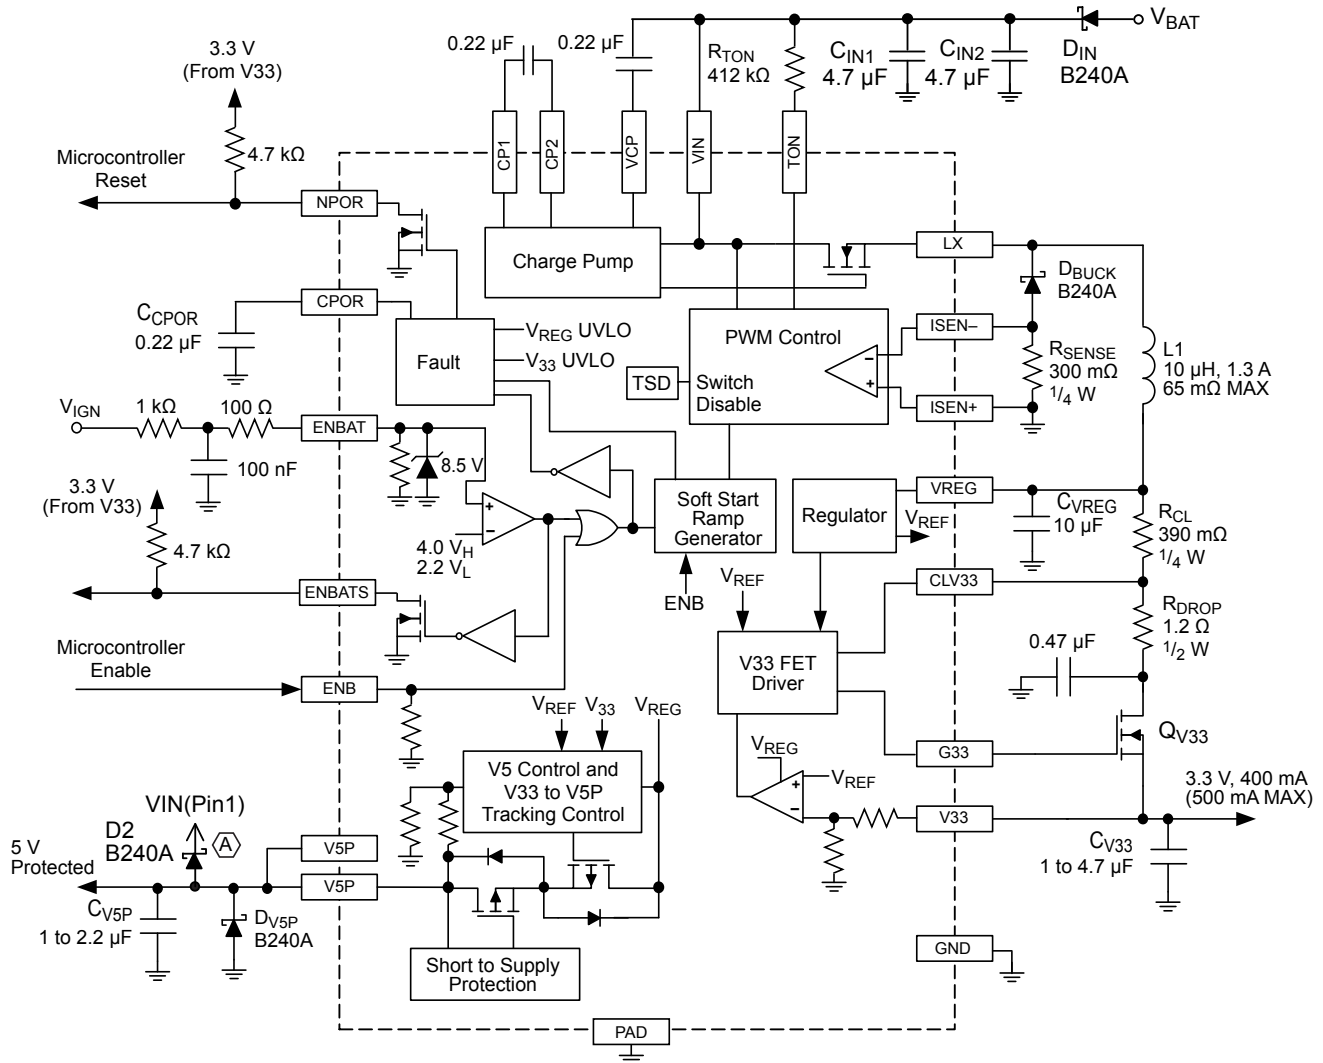 V_BAT
D_IN
B240A
C_IN2
4.7 µF
C_IN1
4.7 µF
R_TON
412 kΩ
0.22 µF
0.22 µF
3.3 V
(From V33)
4.7 kΩ
Microcontroller
Reset
NPOR
CP1
CP2
VCP
VIN
TON
Charge Pump
LX
D_BUCK
B240A
CPOR
C_CPOR
0.22 µF
Fault
V_REG UVLO
V_33 UVLO
PWM Control
TSD
Switch
Disable
–
+
ISEN–
R_SENSE
300 mΩ
1/4 W
ISEN+
L1
10 µH, 1.3 A
65 mΩ MAX
V_IGN
1 kΩ
100 Ω
100 nF
ENBAT
8.5 V
+
–
4.0 V_H
2.2 V_L
Soft Start
Ramp
Generator
ENB
Regulator
V_REF
VREG
C_VREG
10 µF
R_CL
390 mΩ
1/4 W
3.3 V
(From V33)
4.7 kΩ
ENBATS
V_REF
CLV33
R_DROP
1.2 Ω
1/2 W
0.47 µF
V33 FET
Driver
Microcontroller
Enable
ENB
G33
Q_V33
V_REF
V_33
V_REG
V5 Control and
V33 to V5P
Tracking Control
V_REG
V_REF
+
–
V33
3.3 V, 400 mA
(500 mA MAX)
C_V33
1 to 4.7 µF
VIN(Pin1)
D2
B240A
A
5 V
Protected
V5P
V5P
C_V5P
1 to 2.2 µF
D_V5P
B240A
Short to Supply
Protection
GND
PAD